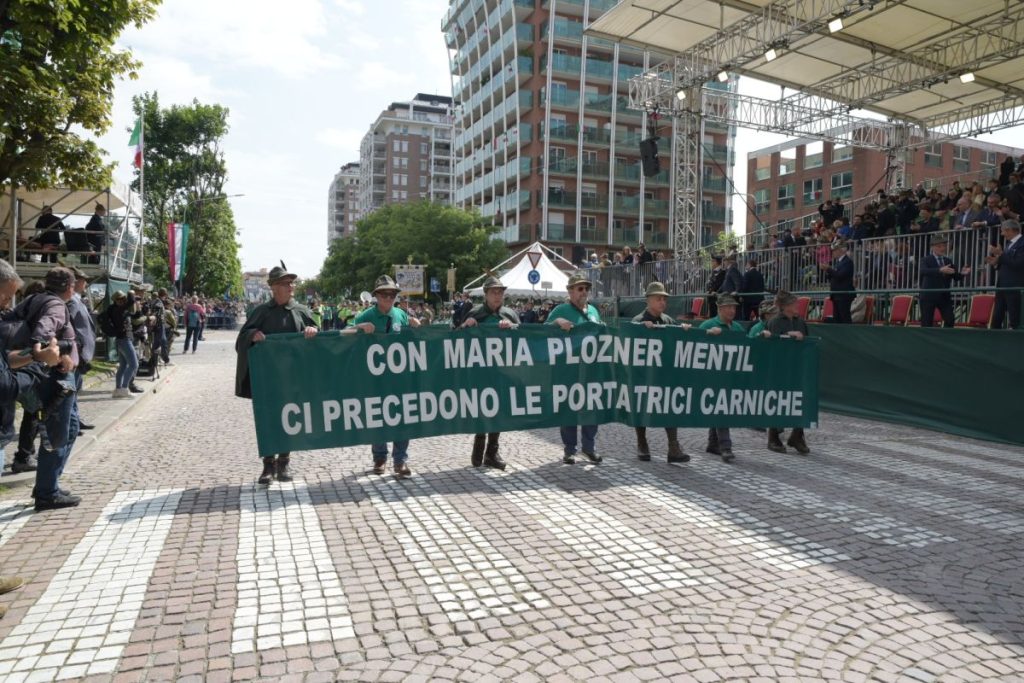 CON MARIA PLOZNER MENTIL
CI PRECEDONO LE PORTATRICI CARNICHE